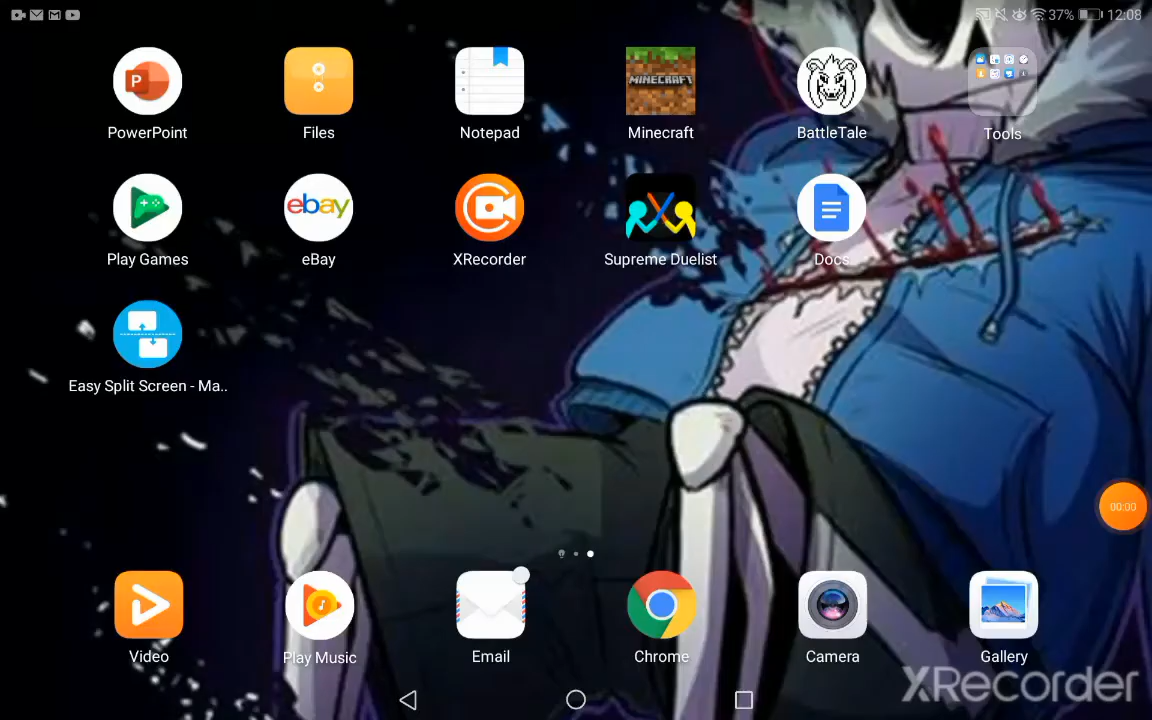 37% 12:08
PowerPoint Files Notepad Minecraft BattleTale Tools
Play Games eBay XRecorder Supreme Duelist Docs
Easy Split Screen - Ma..
00:00
Video Play Music Email Chrome Camera Gallery
XRecorder
P
MINECRAFT
ebay